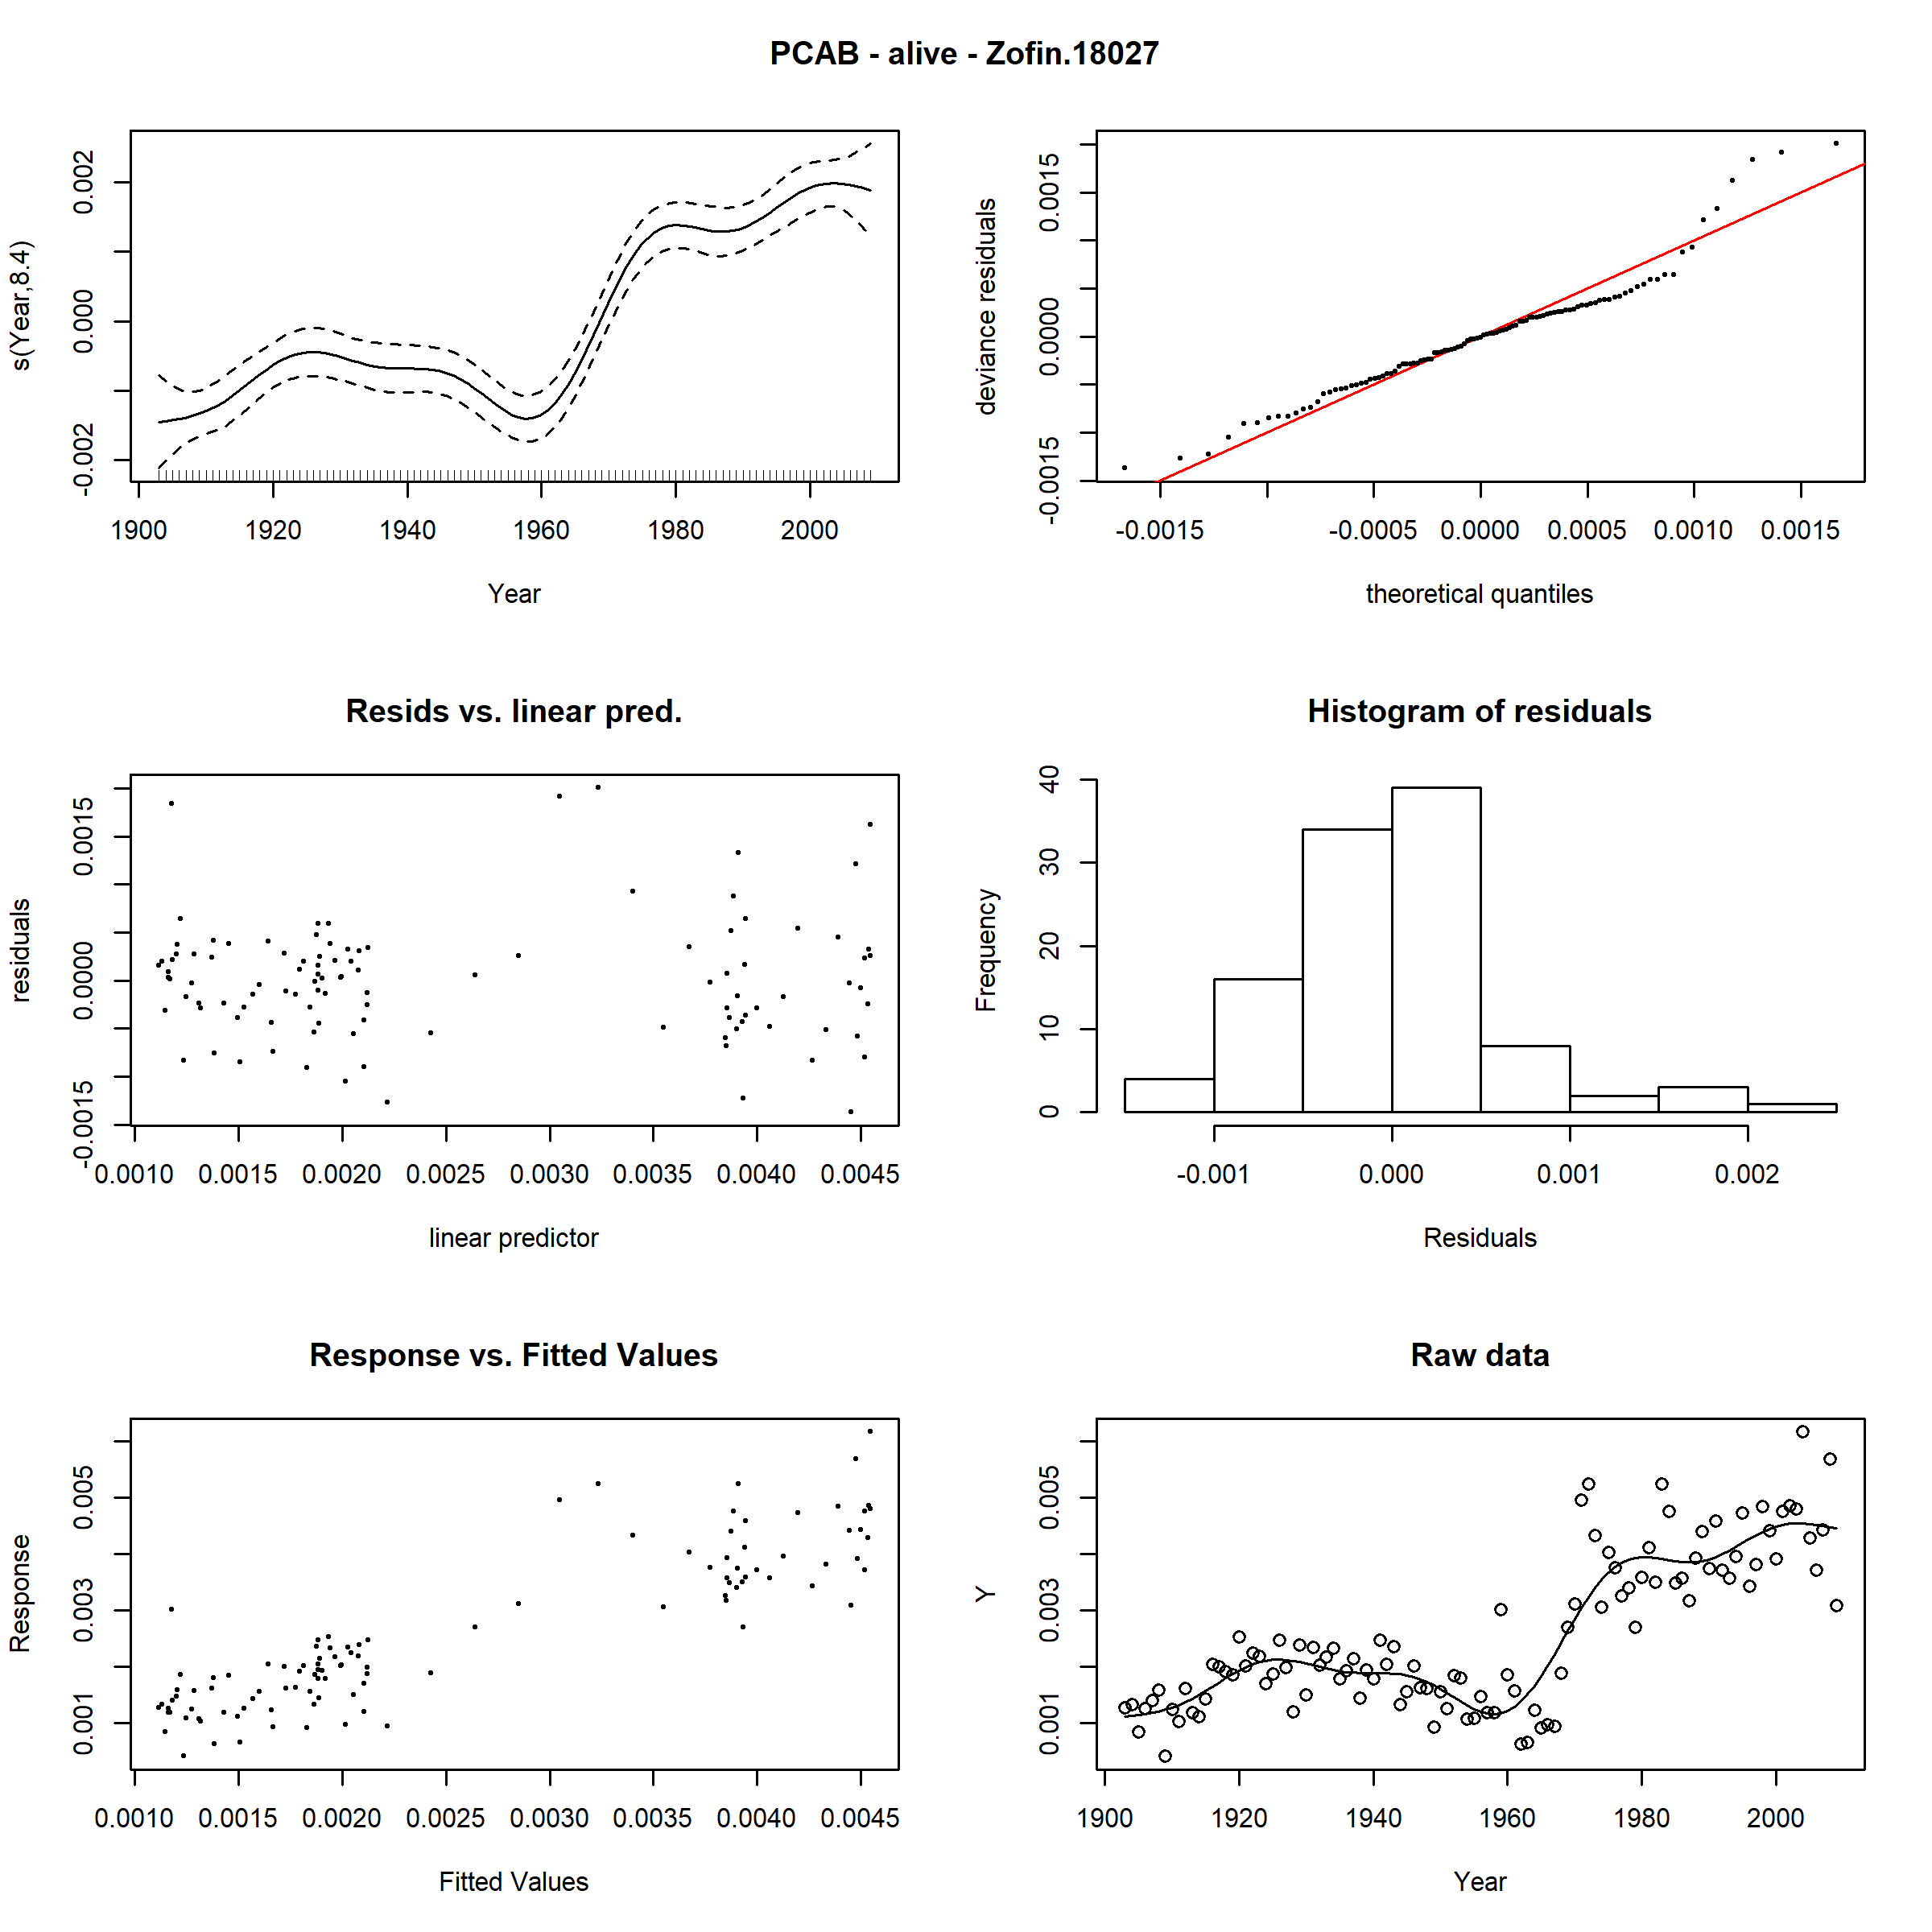 PCAB - alive - Zofin.18027
s(Year,8.4)
-0.002 0.000 0.002
1900 1920 1940 1960 1980 2000
Year
deviance residuals
-0.0015 0.0000 0.0015
-0.0015 -0.0005 0.0000 0.0005 0.0010 0.0015
theoretical quantiles
Resids vs. linear pred.
residuals
-0.0015 0.0000 0.0015
0.0010 0.0015 0.0020 0.0025 0.0030 0.0035 0.0040 0.0045
linear predictor
Histogram of residuals
Frequency
0 10 20 30 40
-0.001 0.000 0.001 0.002
Residuals
Response vs. Fitted Values
Response
0.001 0.003 0.005
0.0010 0.0015 0.0020 0.0025 0.0030 0.0035 0.0040 0.0045
Fitted Values
Raw data
Y
0.001 0.003 0.005
1900 1920 1940 1960 1980 2000
Year